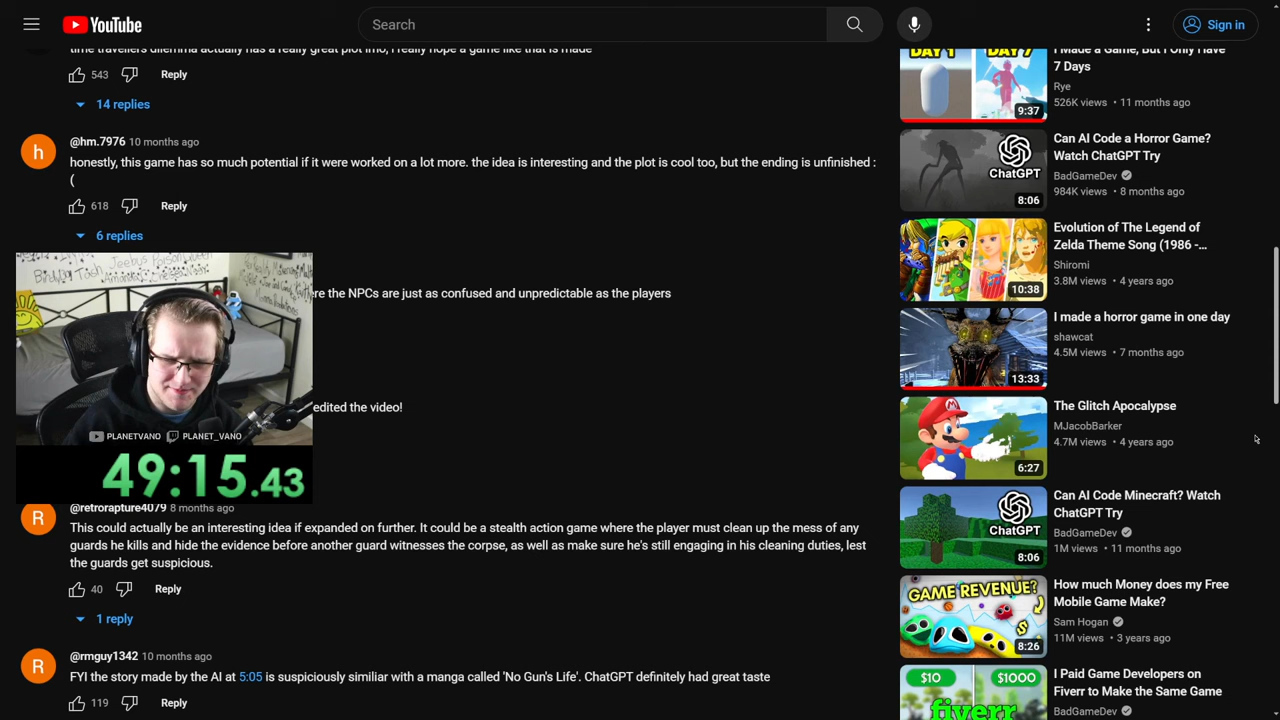 YouTube
Search
Sign in
time travellers dilemma actually has a really great plot imo, I really hope a game like that is made
543
Reply
14 replies
@hm.7976 10 months ago
honestly, this game has so much potential if it were worked on a lot more. the idea is interesting and the plot is cool too, but the ending is unfinished :
(
618
Reply
6 replies
the NPCs are just as confused and unpredictable as the players
edited the video!
PLANETVANO PLANET_VANO
49:15.43
@retrorapture4079 8 months ago
This could actually be an interesting idea if expanded on further. It could be a stealth action game where the player must clean up the mess of any
guards he kills and hide the evidence before another guard witnesses the corpse, as well as make sure he's still engaging in his cleaning duties, lest
the guards get suspicious.
40
Reply
1 reply
@rmguy1342 10 months ago
FYI the story made by the AI at 5:05 is suspiciously similiar with a manga called 'No Gun's Life'. ChatGPT definitely had great taste
119
Reply
DAY 1 DAY 7
9:37
I Made a Game, But I Only Have
7 Days
Rye
526K views • 11 months ago
ChatGPT
8:06
Can AI Code a Horror Game?
Watch ChatGPT Try
BadGameDev
984K views • 8 months ago
10:38
Evolution of The Legend of
Zelda Theme Song (1986 -...
Shiromi
3.8M views • 4 years ago
13:33
I made a horror game in one day
shawcat
4.5M views • 7 months ago
6:27
The Glitch Apocalypse
MJacobBarker
4.7M views • 4 years ago
ChatGPT
8:06
Can AI Code Minecraft? Watch
ChatGPT Try
BadGameDev
1M views • 11 months ago
GAME REVENUE?
8:26
How much Money does my Free
Mobile Game Make?
Sam Hogan
11M views • 3 years ago
$10 $1000
fiverr
I Paid Game Developers on
Fiverr to Make the Same Game
BadGameDev